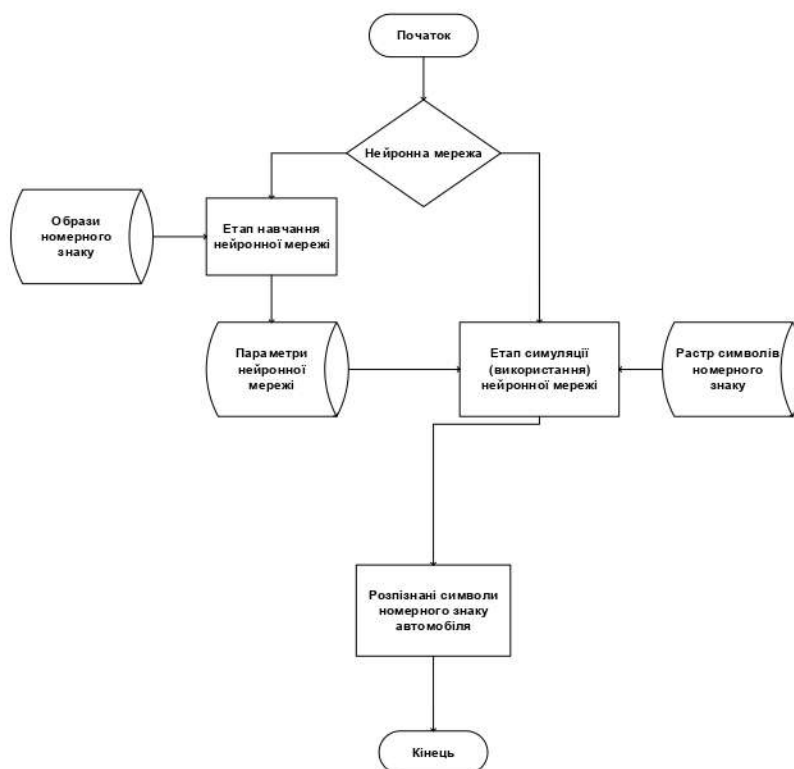 Початок
Нейронна мережа
Образи
номерного
знаку
Етап навчання
нейронної мережі
Параметри
нейронної
мережі
Етап симуляції
(використання)
нейронної мережі
Растр символів
номерного
знаку
Розпізнані символи
номерного знаку
автомобіля
Кінець